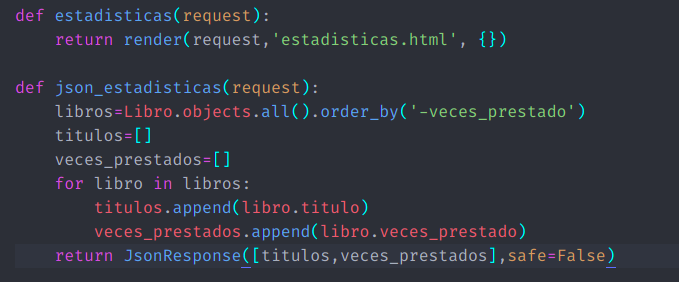 def estadisticas(request):
    return render(request,'estadisticas.html', {})

def json_estadisticas(request):
    libros=Libro.objects.all().order_by('-veces_prestado')
    titulos=[]
    veces_prestados=[]
    for libro in libros:
        titulos.append(libro.titulo)
        veces_prestados.append(libro.veces_prestado)
    return JsonResponse([titulos,veces_prestados],safe=False)